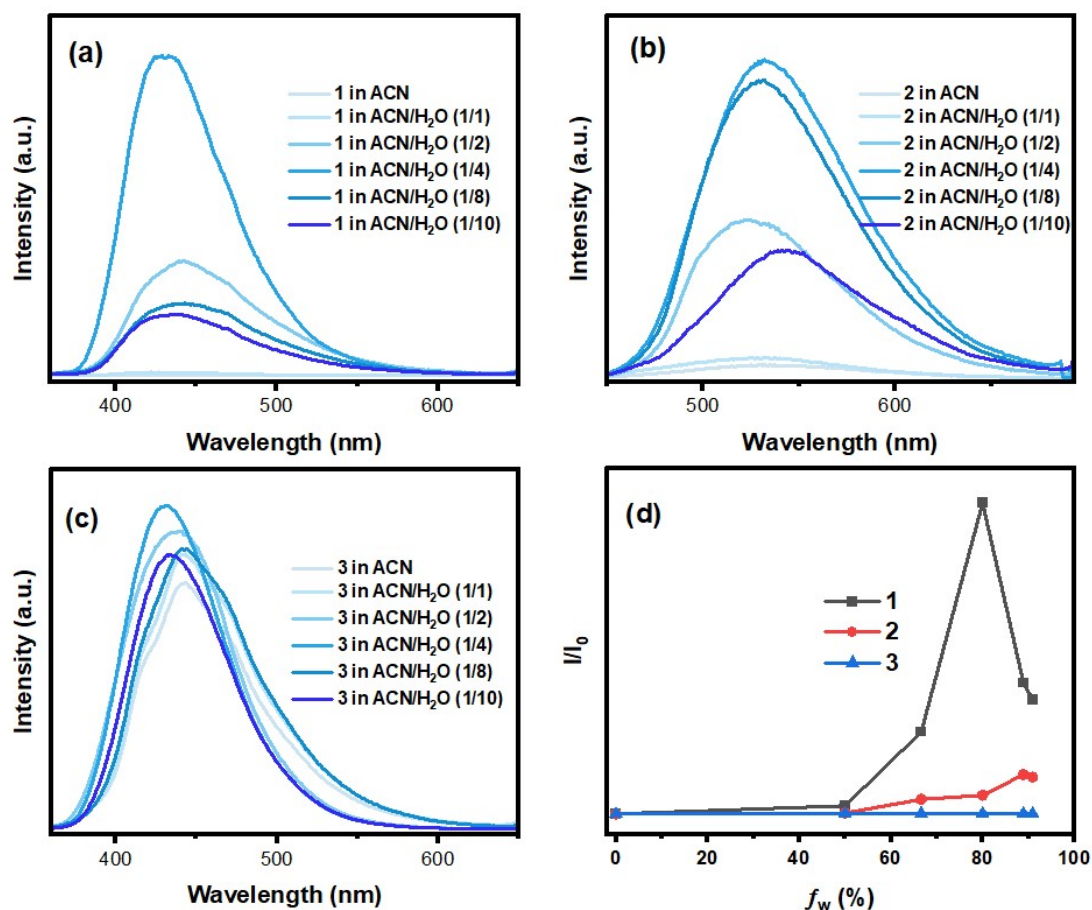 (a)
1 in ACN
1 in ACN/H₂O (1/1)
1 in ACN/H₂O (1/2)
1 in ACN/H₂O (1/4)
1 in ACN/H₂O (1/8)
1 in ACN/H₂O (1/10)
Intensity (a.u.)
400 500 600
Wavelength (nm)
(b)
2 in ACN
2 in ACN/H₂O (1/1)
2 in ACN/H₂O (1/2)
2 in ACN/H₂O (1/4)
2 in ACN/H₂O (1/8)
2 in ACN/H₂O (1/10)
Intensity (a.u.)
500 600
Wavelength (nm)
(c)
3 in ACN
3 in ACN/H₂O (1/1)
3 in ACN/H₂O (1/2)
3 in ACN/H₂O (1/4)
3 in ACN/H₂O (1/8)
3 in ACN/H₂O (1/10)
Intensity (a.u.)
400 500 600
Wavelength (nm)
(d)
1
2
3
I/I₀
0 20 40 60 80 100
fw (%)